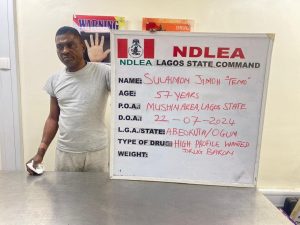 WARNING
NDLEA
NDLEA LAGOS STATE COMMAND
NAME: SULAIMON JIMOH "TEMO"
AGE: 57 YEARS
P.O.A: MUSHIN AREA, LAGOS STATE
D.O.A: 22-07-2024
L.G.A/STATE: ABEOKUTA/OGUN
TYPE OF DRUG: HIGH PROFILE WANTED
DRUG BARON
WEIGHT: